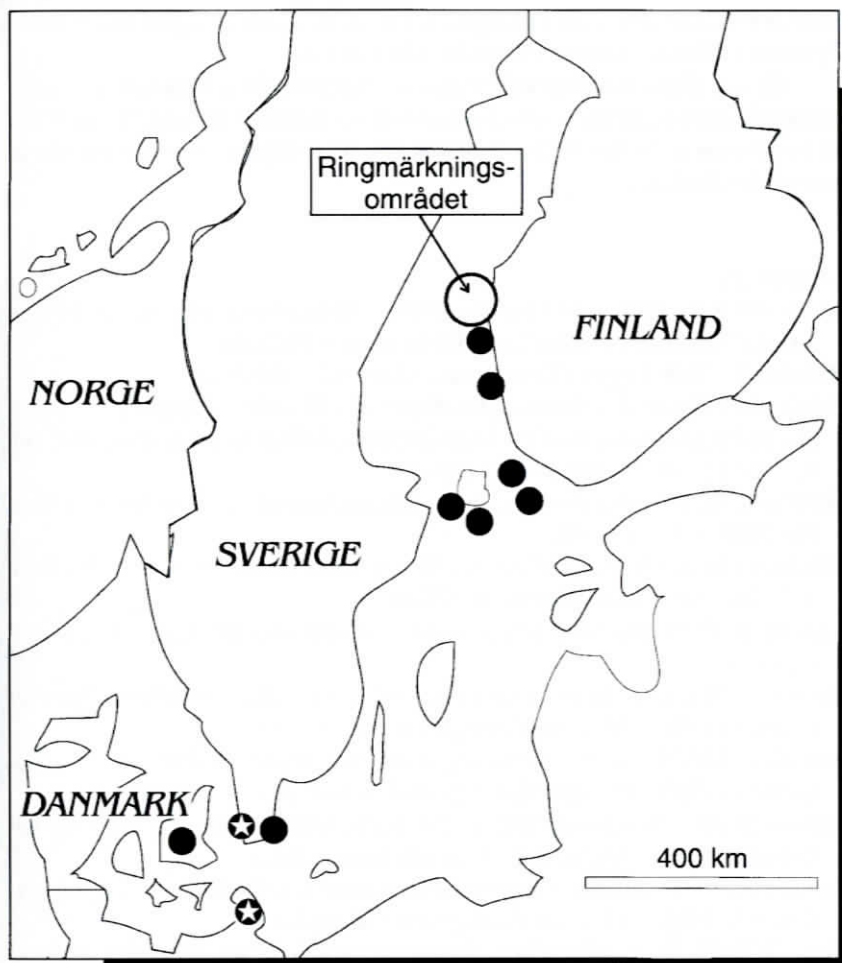 Ringmärknings-
området
FINLAND
NORGE
SVERIGE
DANMARK
400 km